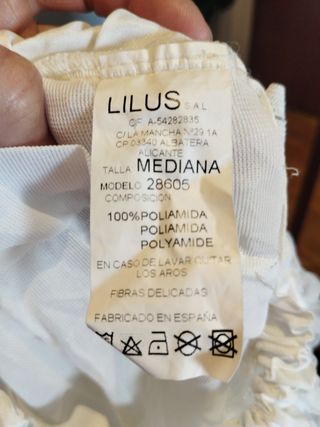 LILUS S.A.L
CIF. A-54282835
C/LA MANCHA Nº29 1A
CP 03340 ALBATERA
ALICANTE
TALLA MEDIANA
MODELO 28605
COMPOSICIÓN
100%POLIAMIDA
POLIAMIDA
POLYAMIDE
EN CASO DE LAVAR QUITAR
LOS AROS
FIBRAS DELICADAS
FABRICADO EN ESPAÑA